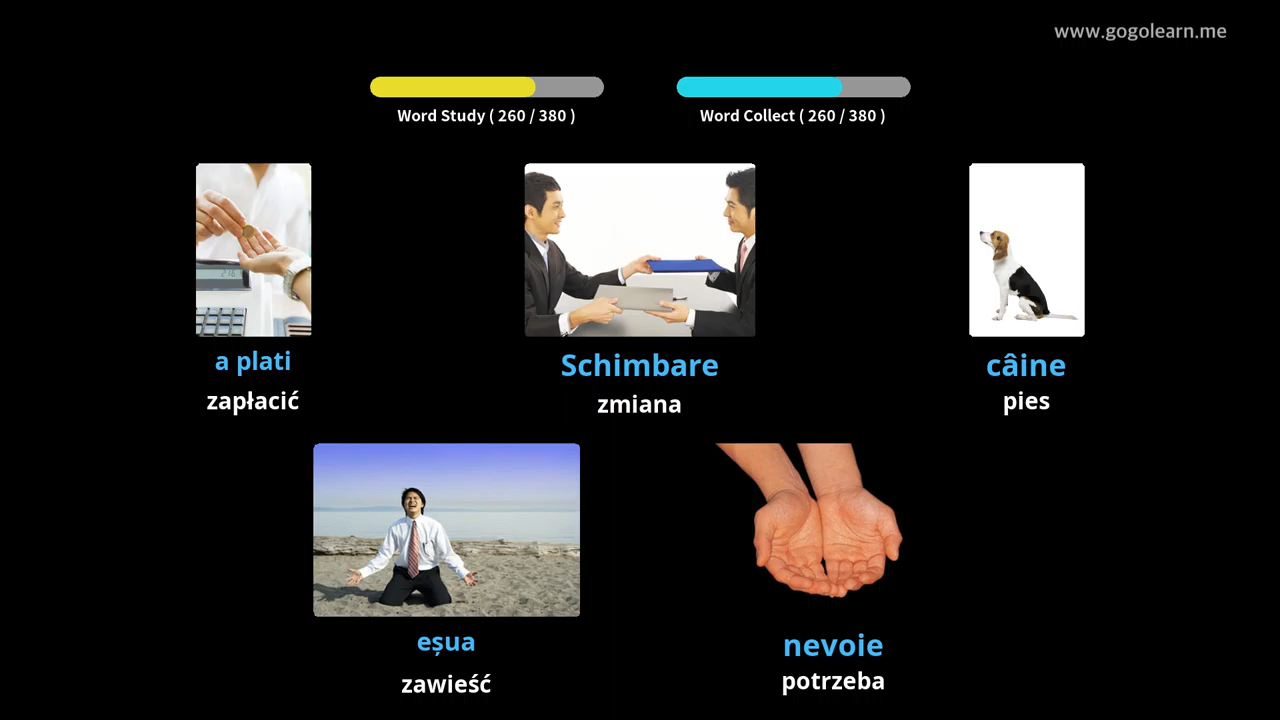 www.gogolearn.me
Word Study ( 260 / 380 )
Word Collect ( 260 / 380 )
a plati
zapłacić
Schimbare
zmiana
câine
pies
eșua
zawieść
nevoie
potrzeba